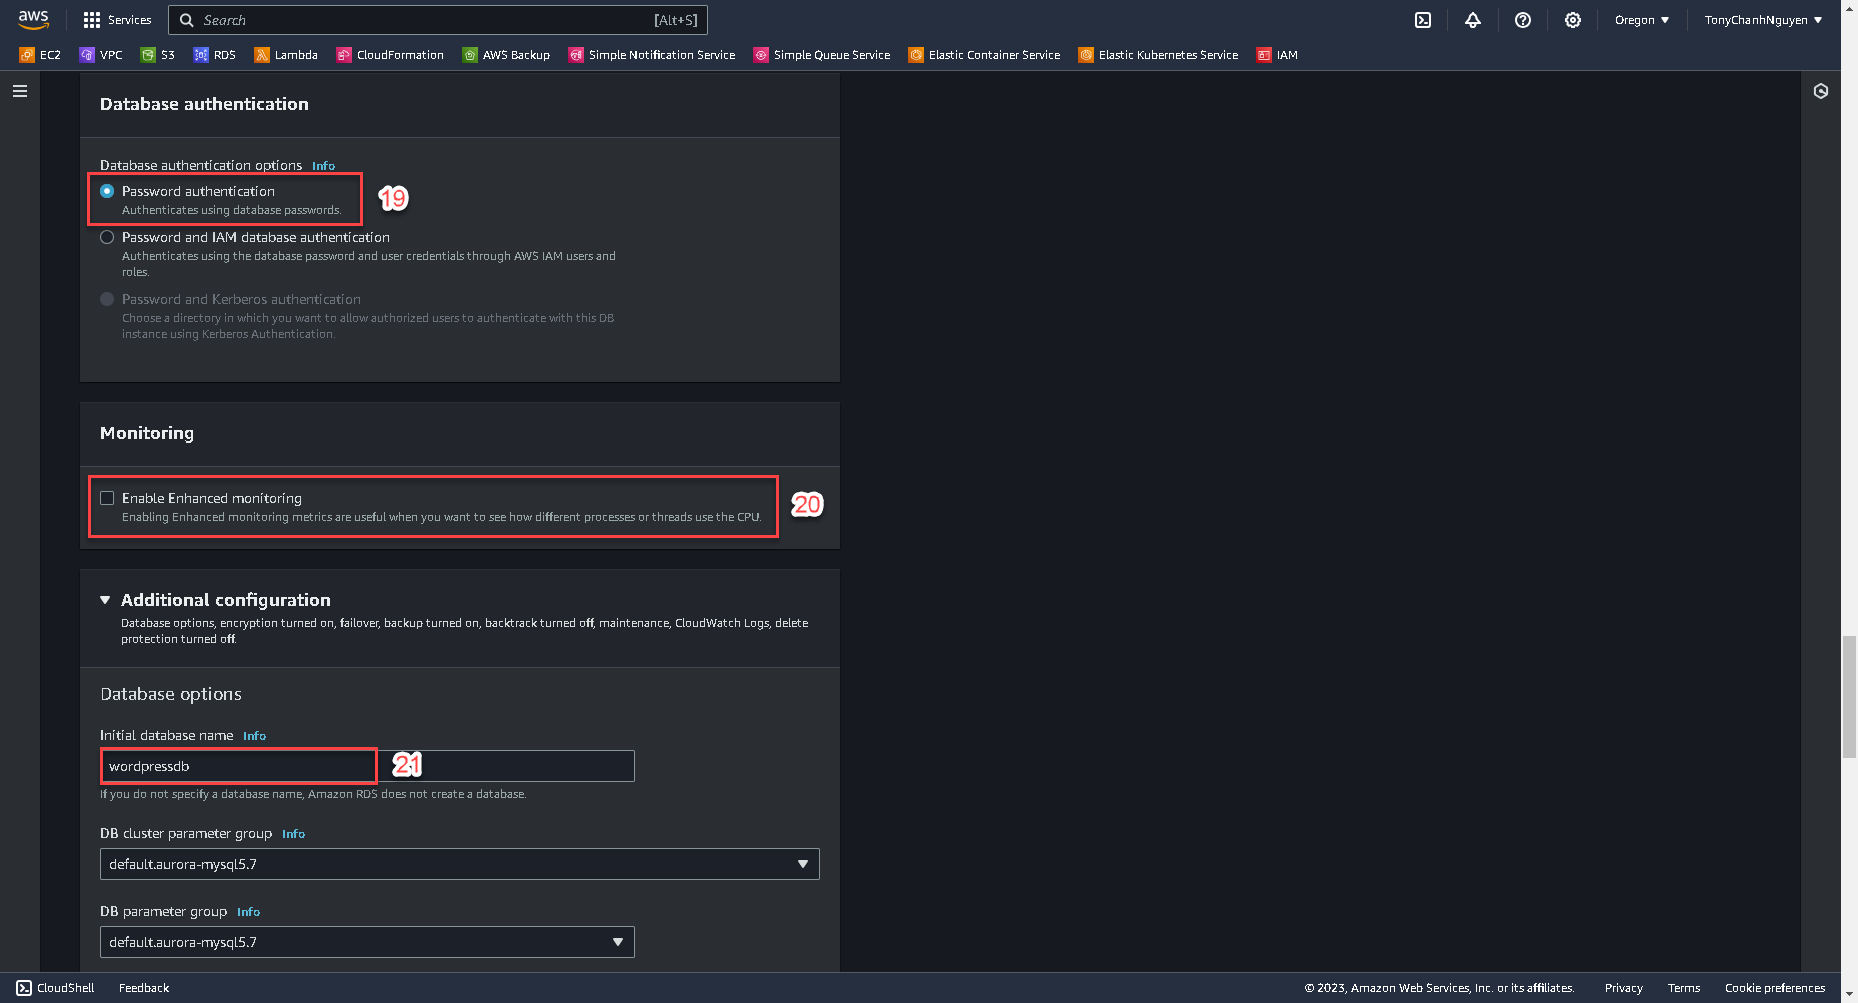 aws
Services
Search
[Alt+S]
Oregon
TonyChanhNguyen
EC2
VPC
S3
RDS
Lambda
CloudFormation
AWS Backup
Simple Notification Service
Simple Queue Service
Elastic Container Service
Elastic Kubernetes Service
IAM
Database authentication
Database authentication options Info
Password authentication
19
Authenticates using database passwords.
Password and IAM database authentication
Authenticates using the database password and user credentials through AWS IAM users and
roles.
Password and Kerberos authentication
Choose a directory in which you want to allow authorized users to authenticate with this DB
instance using Kerberos Authentication.
Monitoring
Enable Enhanced monitoring
20
Enabling Enhanced monitoring metrics are useful when you want to see how different processes or threads use the CPU.
Additional configuration
Database options, encryption turned on, failover, backup turned on, backtrack turned off, maintenance, CloudWatch Logs, delete
protection turned off.
Database options
Initial database name Info
wordpressdb
21
If you do not specify a database name, Amazon RDS does not create a database.
DB cluster parameter group Info
default.aurora-mysql5.7
DB parameter group Info
default.aurora-mysql5.7
CloudShell
Feedback
© 2023, Amazon Web Services, Inc. or its affiliates.
Privacy
Terms
Cookie preferences